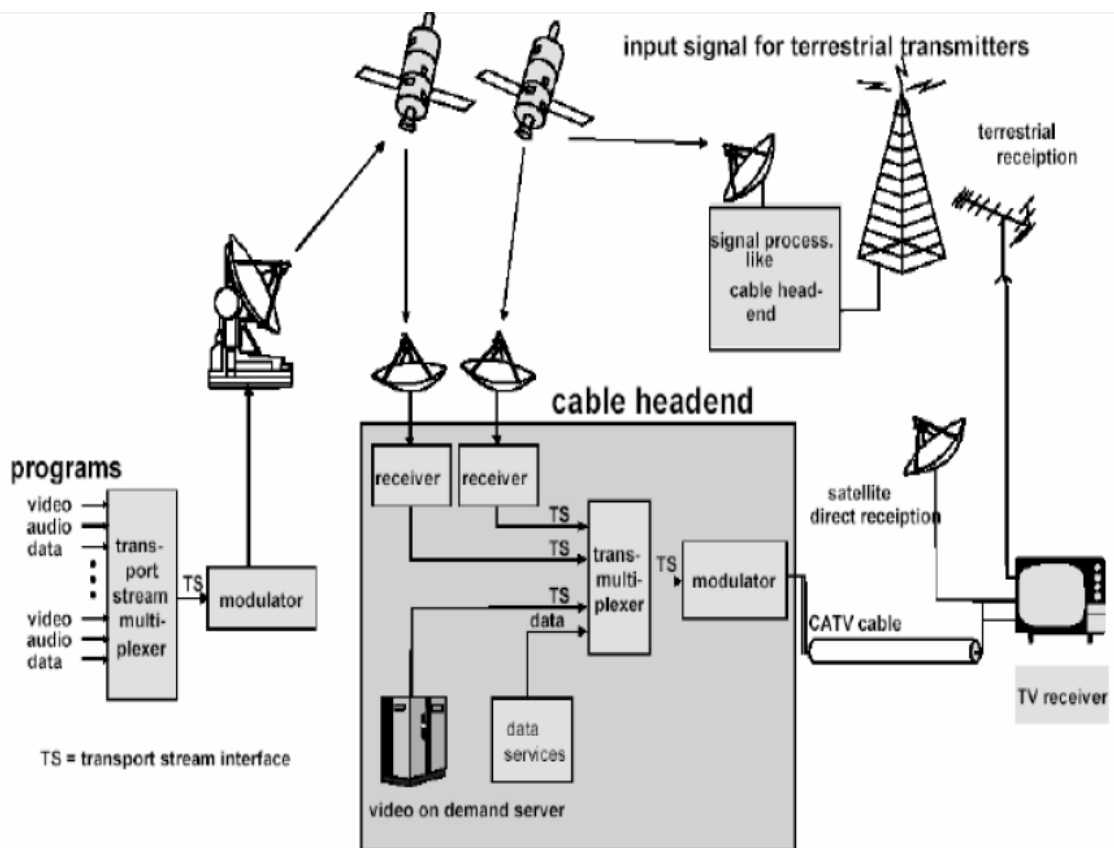 input signal for terrestrial transmitters
terrestrial
receiption
signal process.
like
cable head-
end
cable headend
programs
video
audio
data
video
audio
data
trans-
port
stream
multi-
plexer
TS
modulator
receiver
receiver
TS
TS
TS
data
trans-
multi-
plexer
TS
modulator
satellite
direct receiption
CATV cable
TV receiver
data
services
video on demand server
TS = transport stream interface